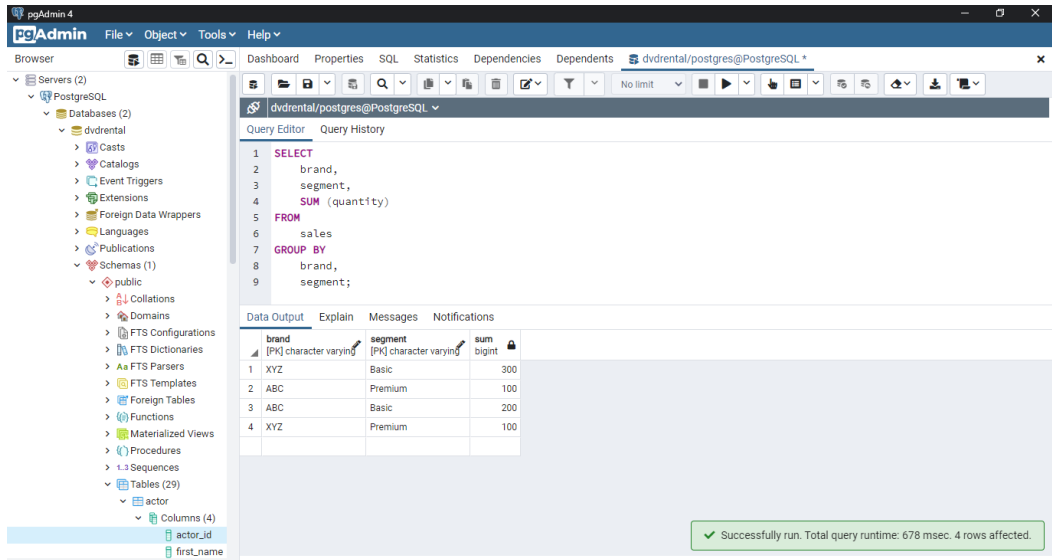 pgAdmin 4
pgAdmin File Object Tools Help
Browser
Dashboard Properties SQL Statistics Dependencies Dependents dvdrental/postgres@PostgreSQL *
No limit
dvdrental/postgres@PostgreSQL
Query Editor Query History
1 SELECT
2 brand,
3 segment,
4 SUM (quantity)
5 FROM
6 sales
7 GROUP BY
8 brand,
9 segment;
Servers (2)
PostgreSQL
Databases (2)
dvdrental
Casts
Catalogs
Event Triggers
Extensions
Foreign Data Wrappers
Languages
Publications
Schemas (1)
public
Collations
Domains
FTS Configurations
FTS Dictionaries
Aa FTS Parsers
FTS Templates
Foreign Tables
Functions
Materialized Views
Procedures
1..3 Sequences
Tables (29)
actor
Columns (4)
actor_id
first_name
Data Output Explain Messages Notifications
brand segment sum
[PK] character varying [PK] character varying bigint
1 XYZ Basic 300
2 ABC Premium 100
3 ABC Basic 200
4 XYZ Premium 100
Successfully run. Total query runtime: 678 msec. 4 rows affected.